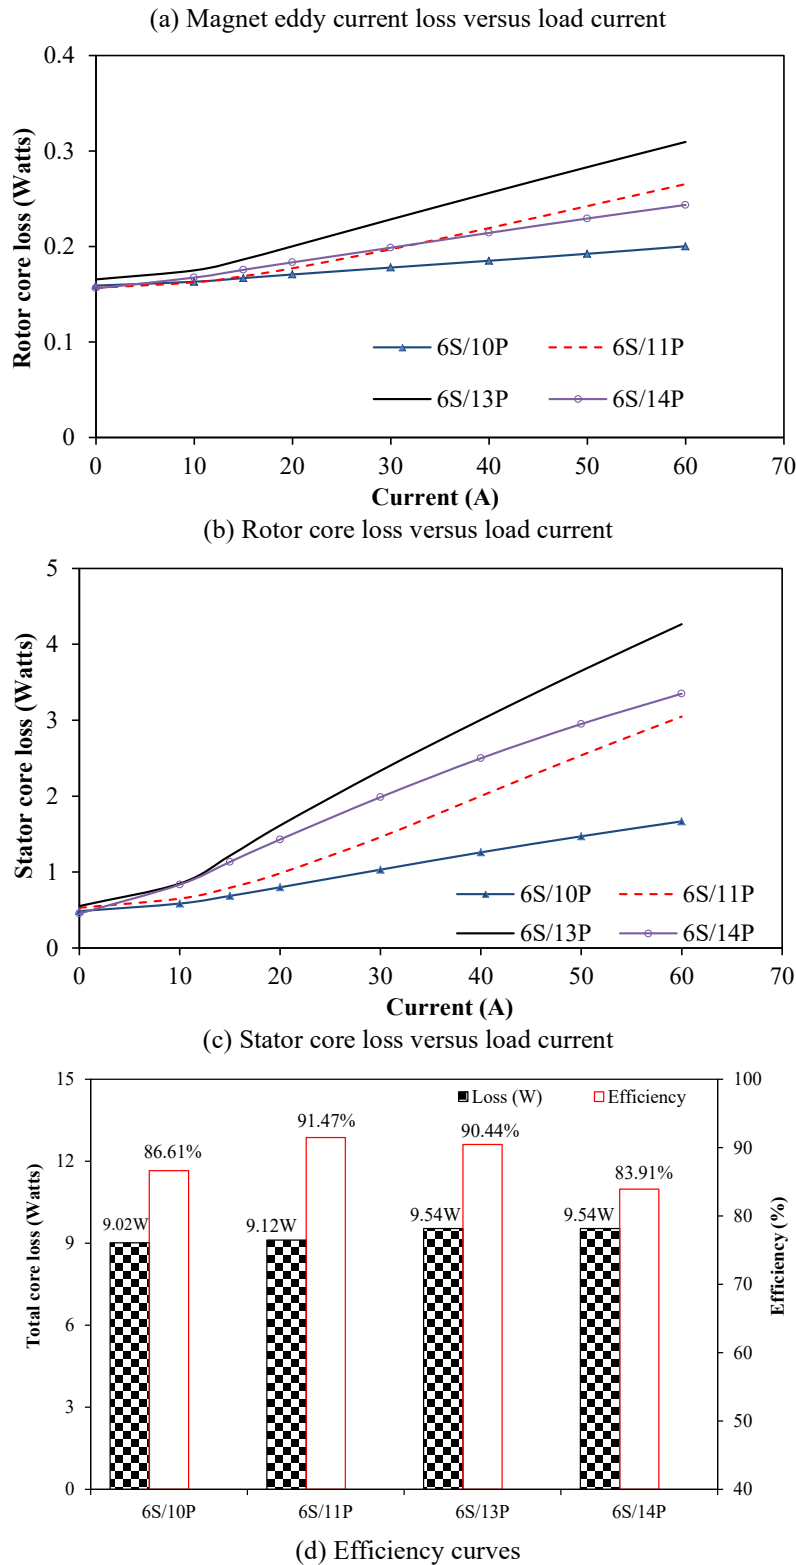 (a) Magnet eddy current loss versus load current
0.4
0.3
0.2
0.1
0
Rotor core loss (Watts)
6S/10P 6S/11P
6S/13P 6S/14P
0 10 20 30 40 50 60 70
Current (A)
(b) Rotor core loss versus load current
5
4
3
2
1
0
Stator core loss (Watts)
6S/10P 6S/11P
6S/13P 6S/14P
0 10 20 30 40 50 60 70
Current (A)
(c) Stator core loss versus load current
15
12
9
6
3
0
Total core loss (Watts)
Loss (W) Efficiency
86.61% 91.47% 90.44% 83.91%
9.02W 9.12W 9.54W 9.54W
100
90
80
70
60
50
40
Efficiency (%)
6S/10P 6S/11P 6S/13P 6S/14P
(d) Efficiency curves